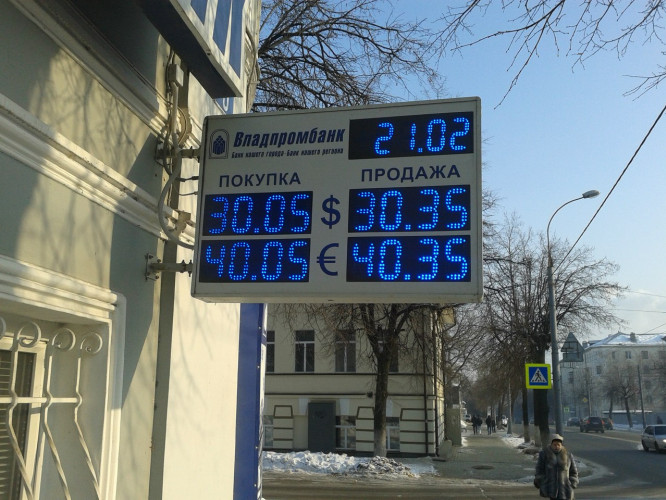 Владпромбанк
Банк нашего города-Банк нашего региона
21.02
ПОКУПКА ПРОДАЖА
30.05 $ 30.35
40.05 € 40.35